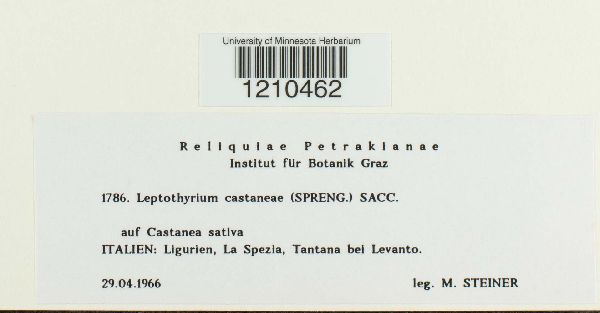 University of Minnesota Herbarium
1210462
Reliquiae Petrakianae
Institut für Botanik Graz
1786. Leptothyrium castaneae (SPRENG.) SACC.
auf Castanea sativa
ITALIEN: Ligurien, La Spezia, Tantana bei Levanto.
29.04.1966 leg. M. STEINER